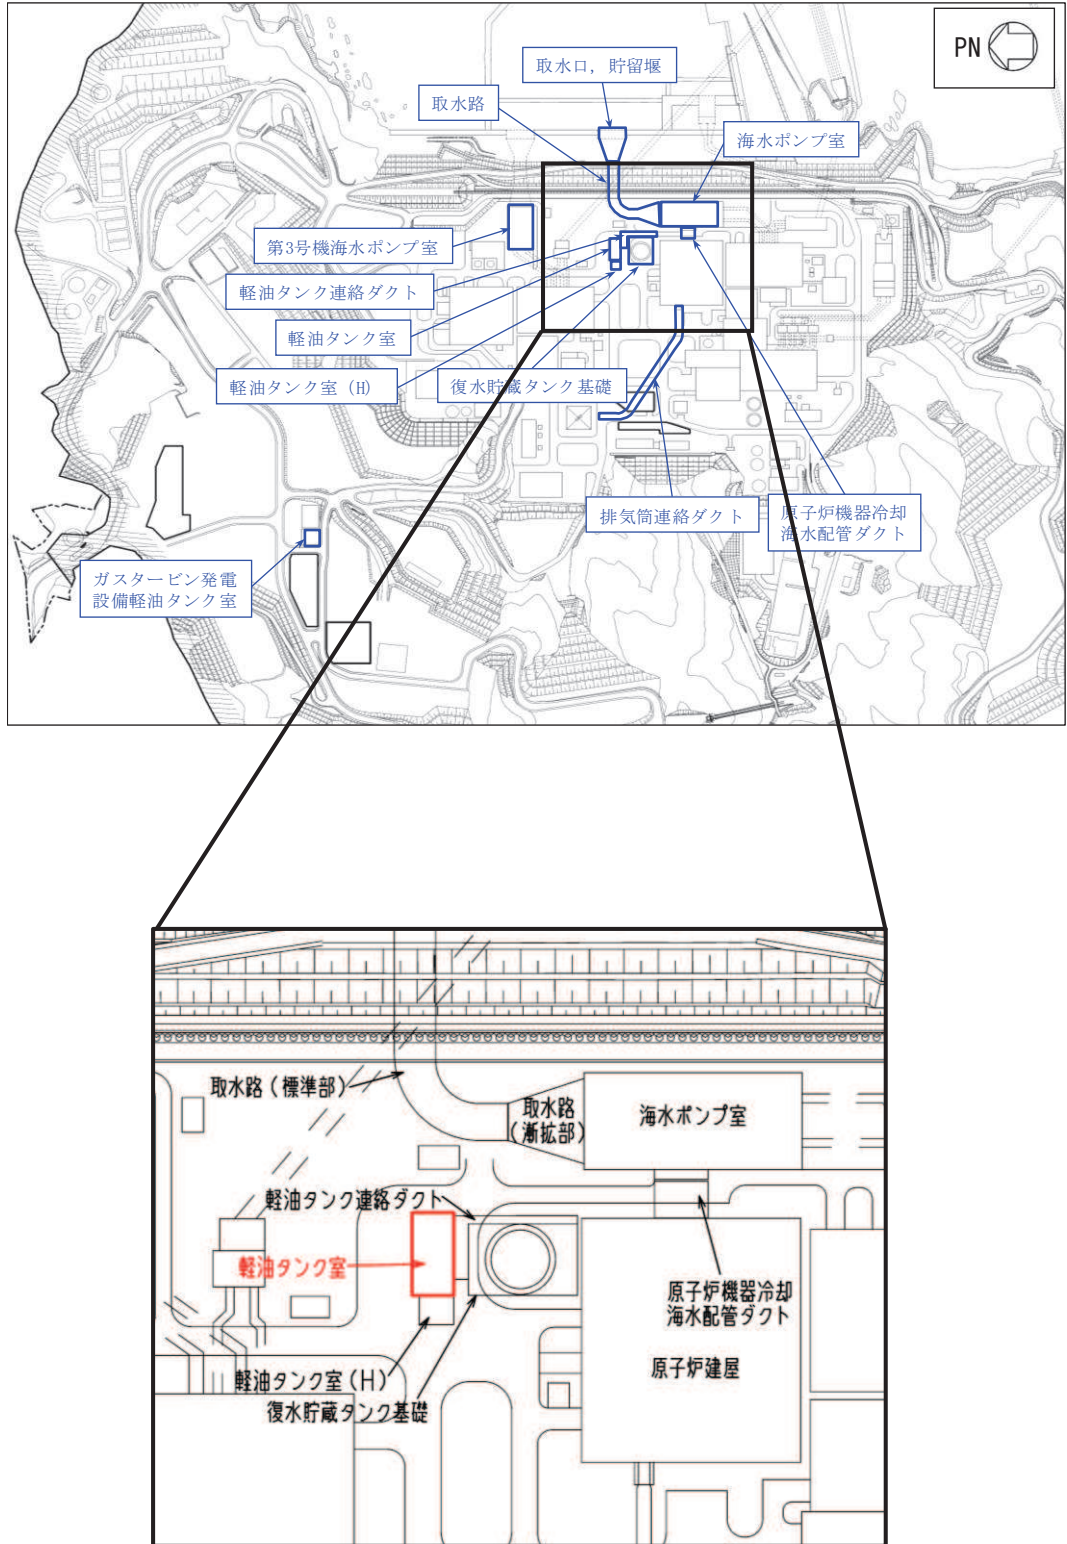 PN
取水口，貯留堰
取水路
海水ポンプ室
第3号機海水ポンプ室
軽油タンク連絡ダクト
軽油タンク室
軽油タンク室（H）
復水貯蔵タンク基礎
排気筒連絡ダクト
原子炉機器冷却
海水配管ダクト
ガスタービン発電
設備軽油タンク室
取水路（標準部）
取水路
（漸拡部）
海水ポンプ室
軽油タンク連絡ダクト
軽油タンク室
原子炉機器冷却
海水配管ダクト
原子炉建屋
軽油タンク室（H）
復水貯蔵タンク基礎